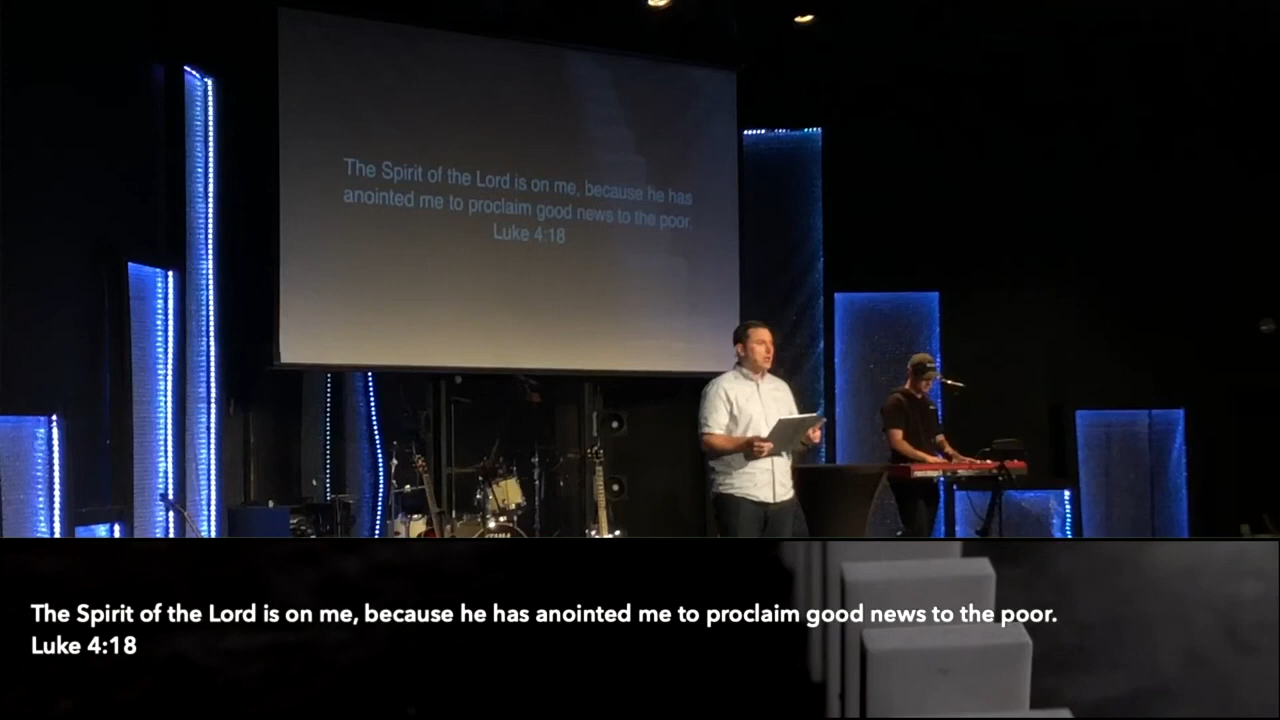 The Spirit of the Lord is on me, because he has
anointed me to proclaim good news to the poor.
Luke 4:18
The Spirit of the Lord is on me, because he has anointed me to proclaim good news to the poor.
Luke 4:18